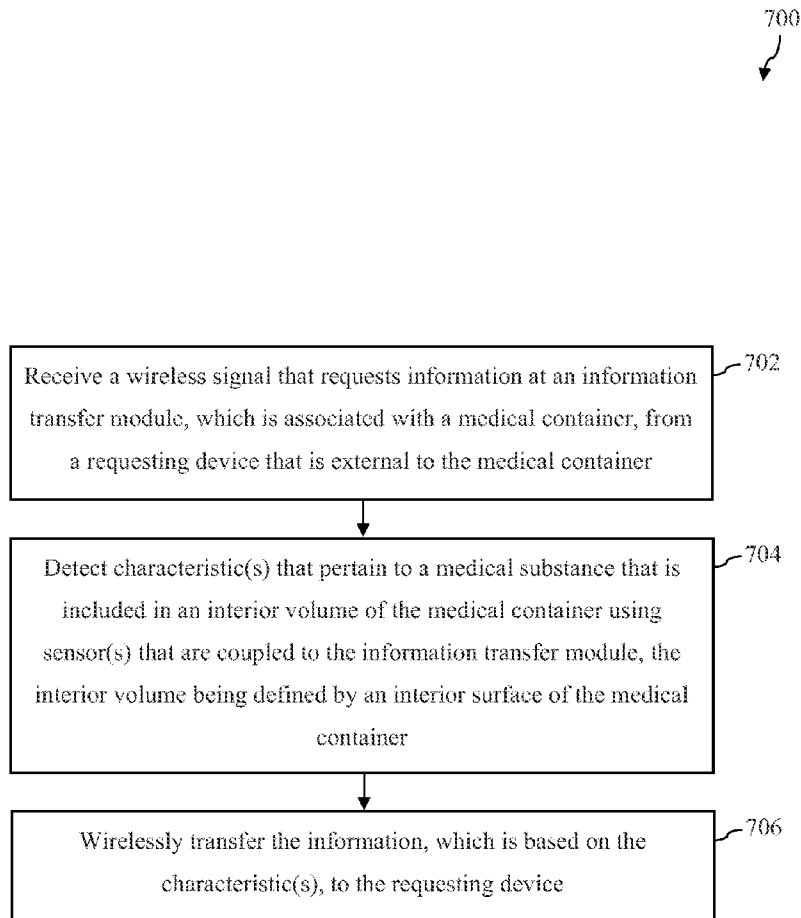 700
702
Receive a wireless signal that requests information at an information
transfer module, which is associated with a medical container, from
a requesting device that is external to the medical container
704
Detect characteristic(s) that pertain to a medical substance that is
included in an interior volume of the medical container using
sensor(s) that are coupled to the information transfer module, the
interior volume being defined by an interior surface of the medical
container
706
Wirelessly transfer the information, which is based on the
characteristic(s), to the requesting device